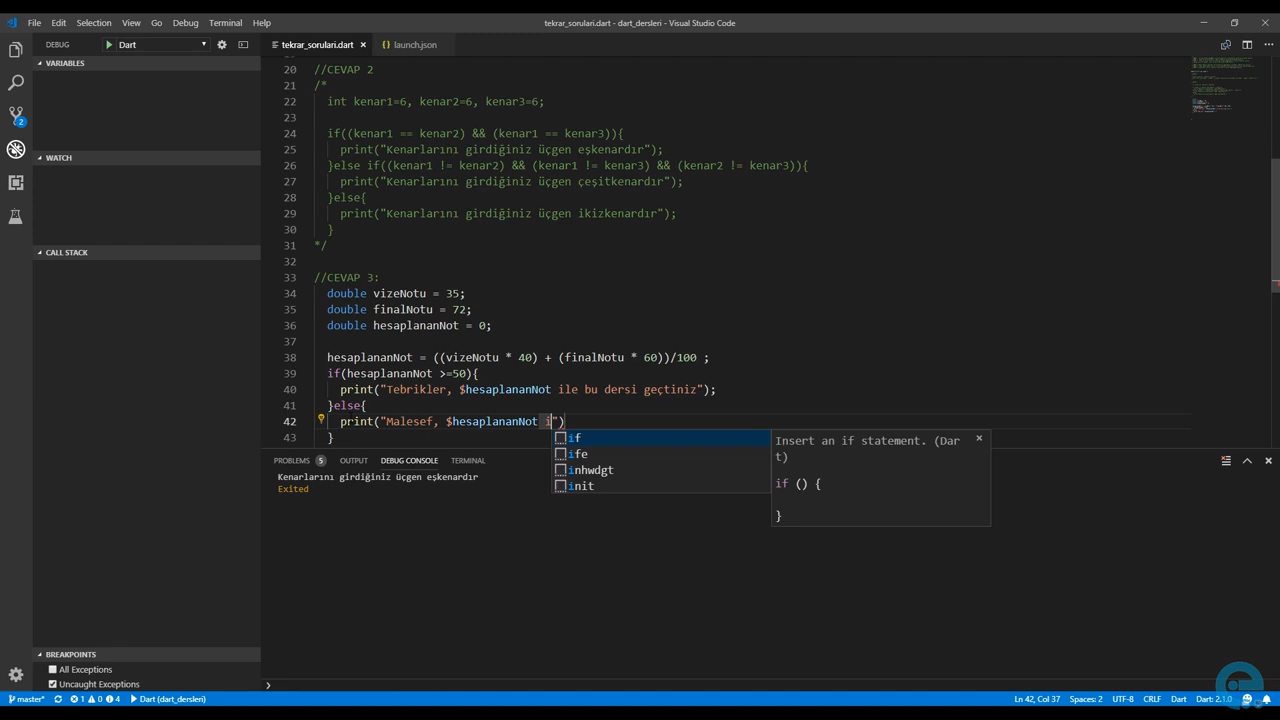 File Edit Selection View Go Debug Terminal Help
tekrar_sorulari.dart - dart_dersleri - Visual Studio Code
DEBUG Dart
tekrar_sorulari.dart × launch.json
VARIABLES
WATCH
CALL STACK
BREAKPOINTS
All Exceptions
Uncaught Exceptions
2
20 //CEVAP 2
21 /*
22 int kenar1=6, kenar2=6, kenar3=6;
23
24 if((kenar1 == kenar2) && (kenar1 == kenar3)){
25 print("Kenarlarını girdiğiniz üçgen eşkenardır");
26 }else if((kenar1 != kenar2) && (kenar1 != kenar3) && (kenar2 != kenar3)){
27 print("Kenarlarını girdiğiniz üçgen çeşitkenardır");
28 }else{
29 print("Kenarlarını girdiğiniz üçgen ikizkenardır");
30 }
31 */
32
33 //CEVAP 3:
34 double vizeNotu = 35;
35 double finalNotu = 72;
36 double hesaplananNot = 0;
37
38 hesaplananNot = ((vizeNotu * 40) + (finalNotu * 60))/100 ;
39 if(hesaplananNot >=50){
40 print("Tebrikler, $hesaplananNot ile bu dersi geçtiniz");
41 }else{
42 print("Malesef, $hesaplananNot i")
43 }
if
ife
inhwdgt
init
Insert an if statement. (Dar
t)
if () {
}
PROBLEMS 5 OUTPUT DEBUG CONSOLE TERMINAL
Kenarlarını girdiğiniz üçgen eşkenardır
Exited
master* 1 0 4 Dart (dart_dersleri) Ln 42, Col 37 Spaces: 2 UTF-8 CRLF Dart Dart: 2.1.0